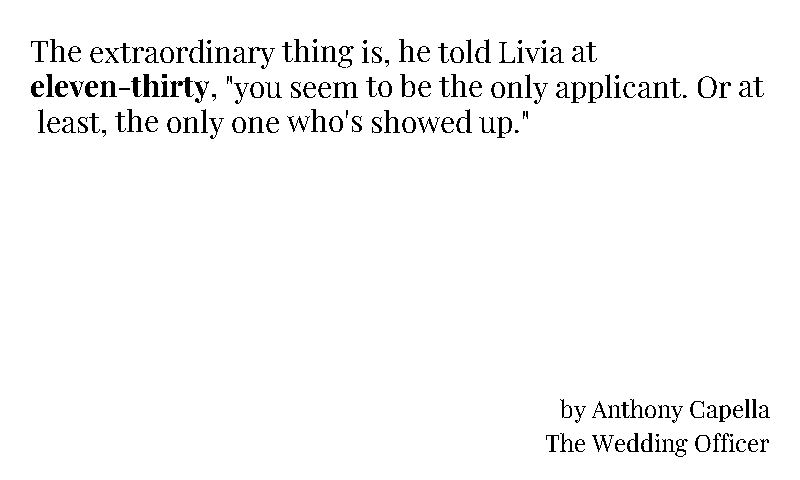 The extraordinary thing is, he told Livia at
eleven-thirty, "you seem to be the only applicant. Or at
least, the only one who's showed up."
by Anthony Capella
The Wedding Officer